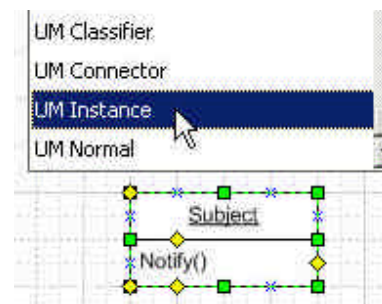 UM Classifier
UM Connector
UM Instance
UM Normal
Subject
Notify()